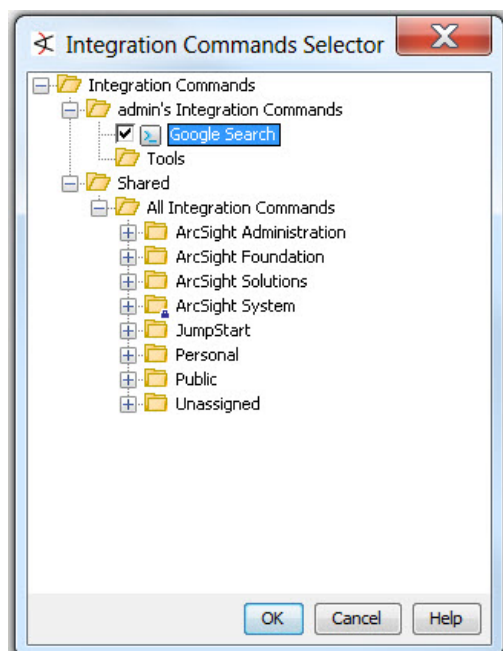 Integration Commands Selector
Integration Commands
admin's Integration Commands
Google Search
Tools
Shared
All Integration Commands
ArcSight Administration
ArcSight Foundation
ArcSight Solutions
ArcSight System
JumpStart
Personal
Public
Unassigned
OK Cancel Help